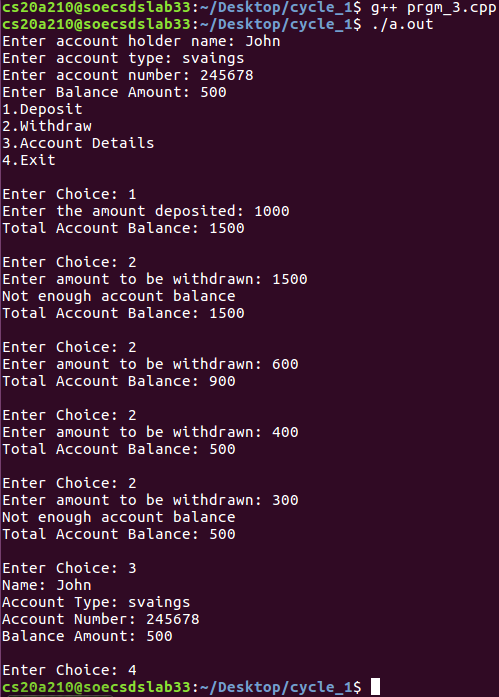 cs20a210@soecsdslab33:~/Desktop/cycle_1$ g++ prgm_3.cpp
cs20a210@soecsdslab33:~/Desktop/cycle_1$ ./a.out
Enter account holder name: John
Enter account type: svaings
Enter account number: 245678
Enter Balance Amount: 500
1.Deposit
2.Withdraw
3.Account Details
4.Exit

Enter Choice: 1
Enter the amount deposited: 1000
Total Account Balance: 1500

Enter Choice: 2
Enter amount to be withdrawn: 1500
Not enough account balance
Total Account Balance: 1500

Enter Choice: 2
Enter amount to be withdrawn: 600
Total Account Balance: 900

Enter Choice: 2
Enter amount to be withdrawn: 400
Total Account Balance: 500

Enter Choice: 2
Enter amount to be withdrawn: 300
Not enough account balance
Total Account Balance: 500

Enter Choice: 3
Name: John
Account Type: svaings
Account Number: 245678
Balance Amount: 500

Enter Choice: 4
cs20a210@soecsdslab33:~/Desktop/cycle_1$